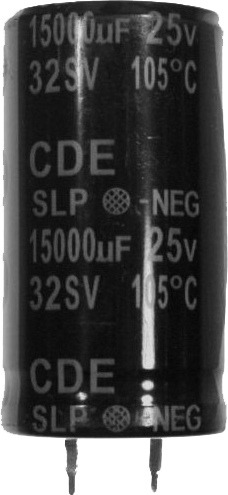 15000uF 25v
32SV 105°C
CDE
SLP -NEG
15000uF 25v
32SV 105°C
CDE
SLP -NEG